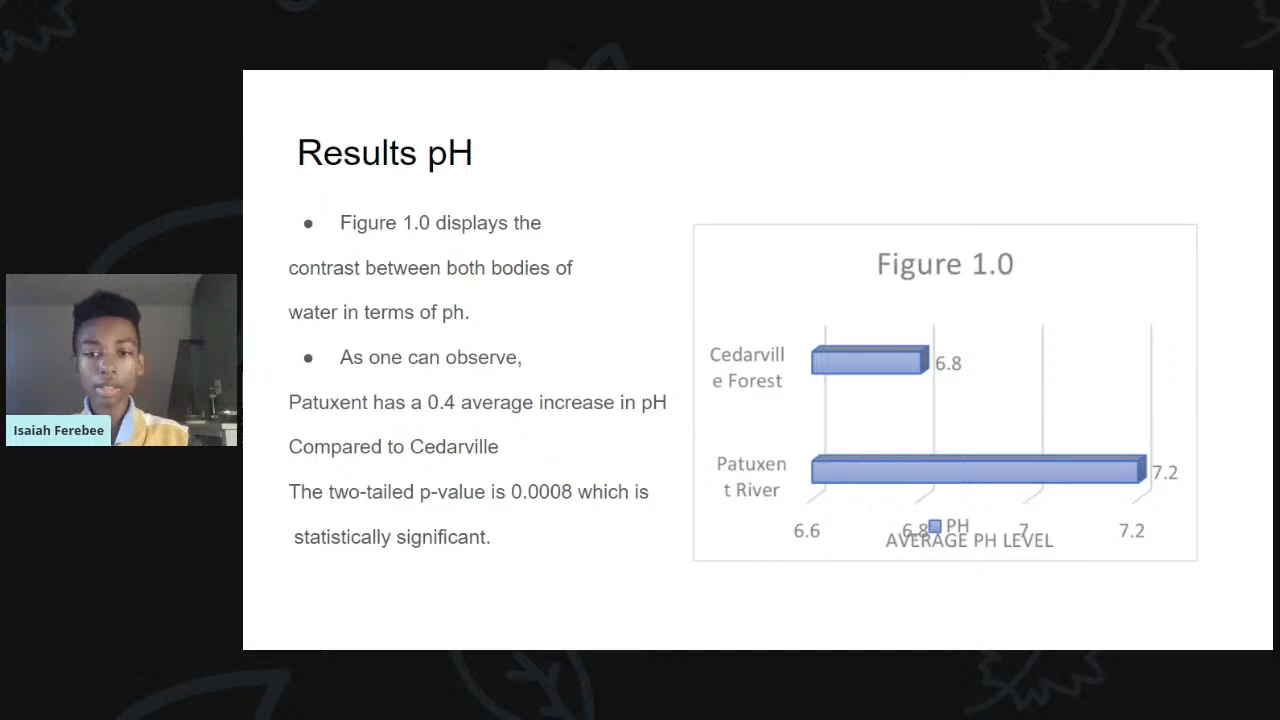 Results pH
● Figure 1.0 displays the
contrast between both bodies of
water in terms of ph.
● As one can observe,
Patuxent has a 0.4 average increase in pH
Compared to Cedarville
The two-tailed p-value is 0.0008 which is
statistically significant.
Figure 1.0
Cedarvill
e Forest
6.8
Patuxen
t River
7.2
6.6 6.8 7 7.2
PH
AVERAGE PH LEVEL
Isaiah Ferebee